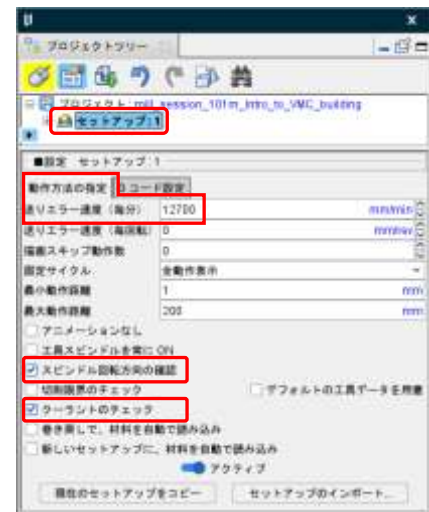 プロジェクトツリー
プロジェクト: mill_session_101m_intro_to_VMC_building
セットアップ:1
■設定 セットアップ:1
動作方法の指定 Gコード設定
送りエラー速度（毎分） 12700 mm/min
送りエラー速度（毎回転） 0 mm/rev
描画スキップ動作数 0
固定サイクル 全動作表示
最小動作距離 1 mm
最大動作距離 200 mm
アニメーションなし
工具スピンドルを常に ON
スピンドル回転方向の確認
切削限界のチェック デフォルトの工具データを用意
クーラントのチェック
巻き戻しで、材料を自動で読み込み
新しいセットアップに、材料を自動で読み込み
アクティブ
現在のセットアップをコピー セットアップのインポート...